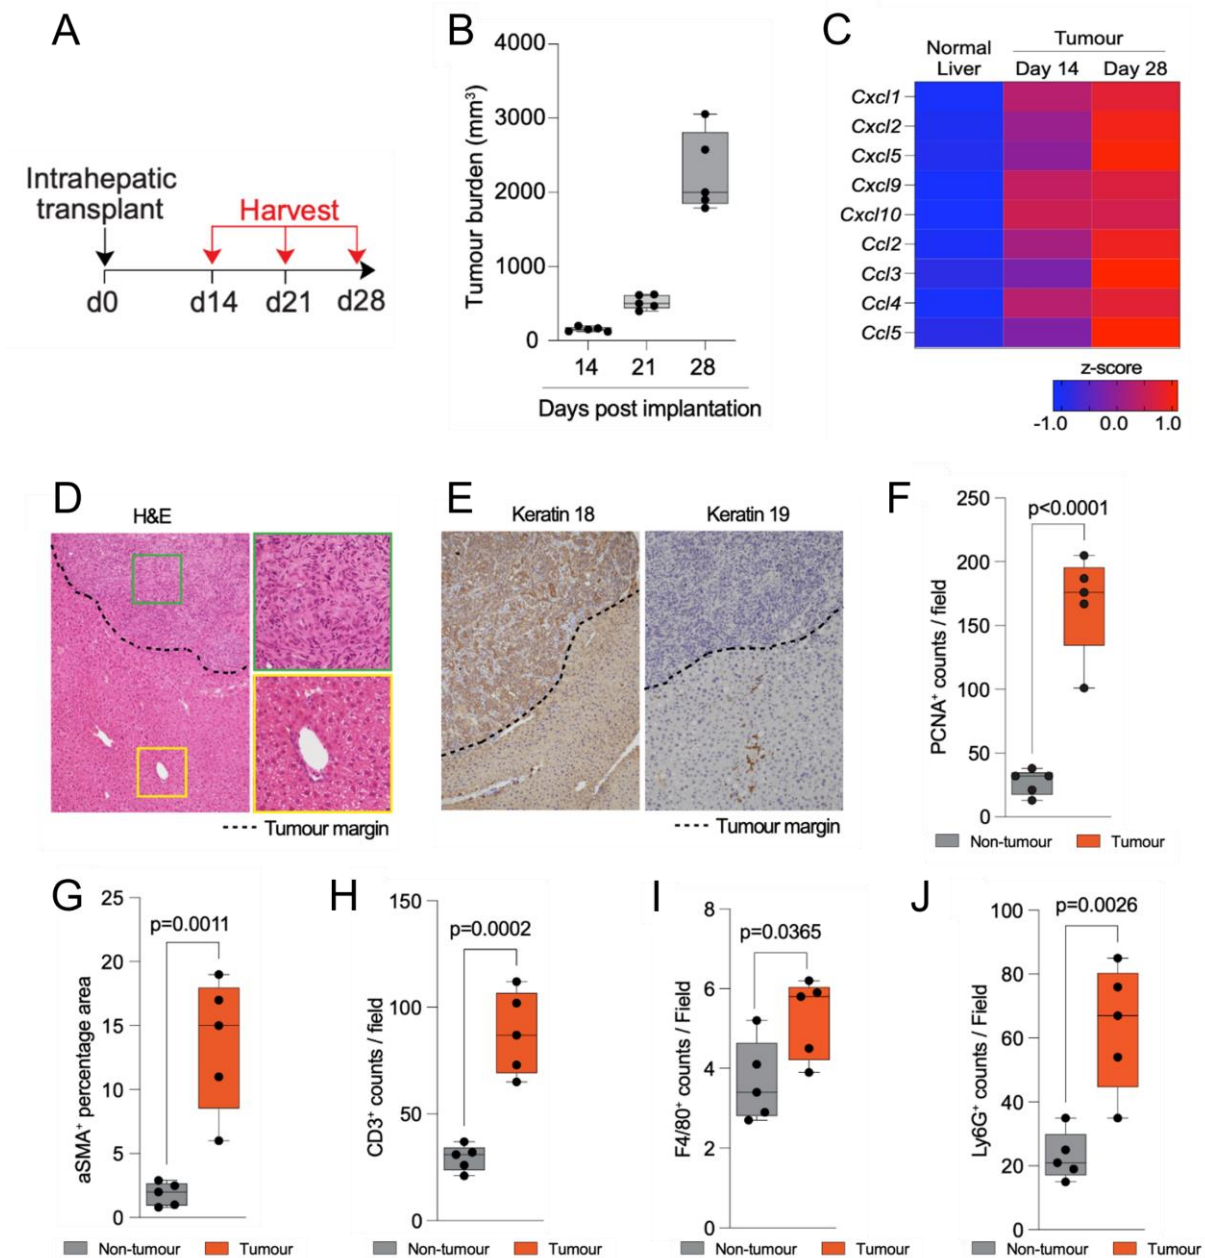 A
Intrahepatic
transplant
Harvest
d0
d14
d21
d28
B
Tumour burden (mm³)
4000
3000
2000
1000
0
14
21
28
Days post implantation
C
Normal
Liver
Tumour
Day 14
Day 28
Cxcl1
Cxcl2
Cxcl5
Cxcl9
Cxcl10
Ccl2
Ccl3
Ccl4
Ccl5
z-score
-1.0 0.0 1.0
D
H&E
Tumour margin
E
Keratin 18
Keratin 19
Tumour margin
F
PCNA⁺ counts / field
250
200
150
100
50
0
p<0.0001
Non-tumour
Tumour
G
aSMA⁺ percentage area
25
20
15
10
5
0
p=0.0011
Non-tumour
Tumour
H
CD3⁺ counts / field
150
100
50
0
p=0.0002
Non-tumour
Tumour
I
F4/80⁺ counts / Field
8
6
4
2
0
p=0.0365
Non-tumour
Tumour
J
Ly6G⁺ counts / Field
100
80
60
40
20
0
p=0.0026
Non-tumour
Tumour